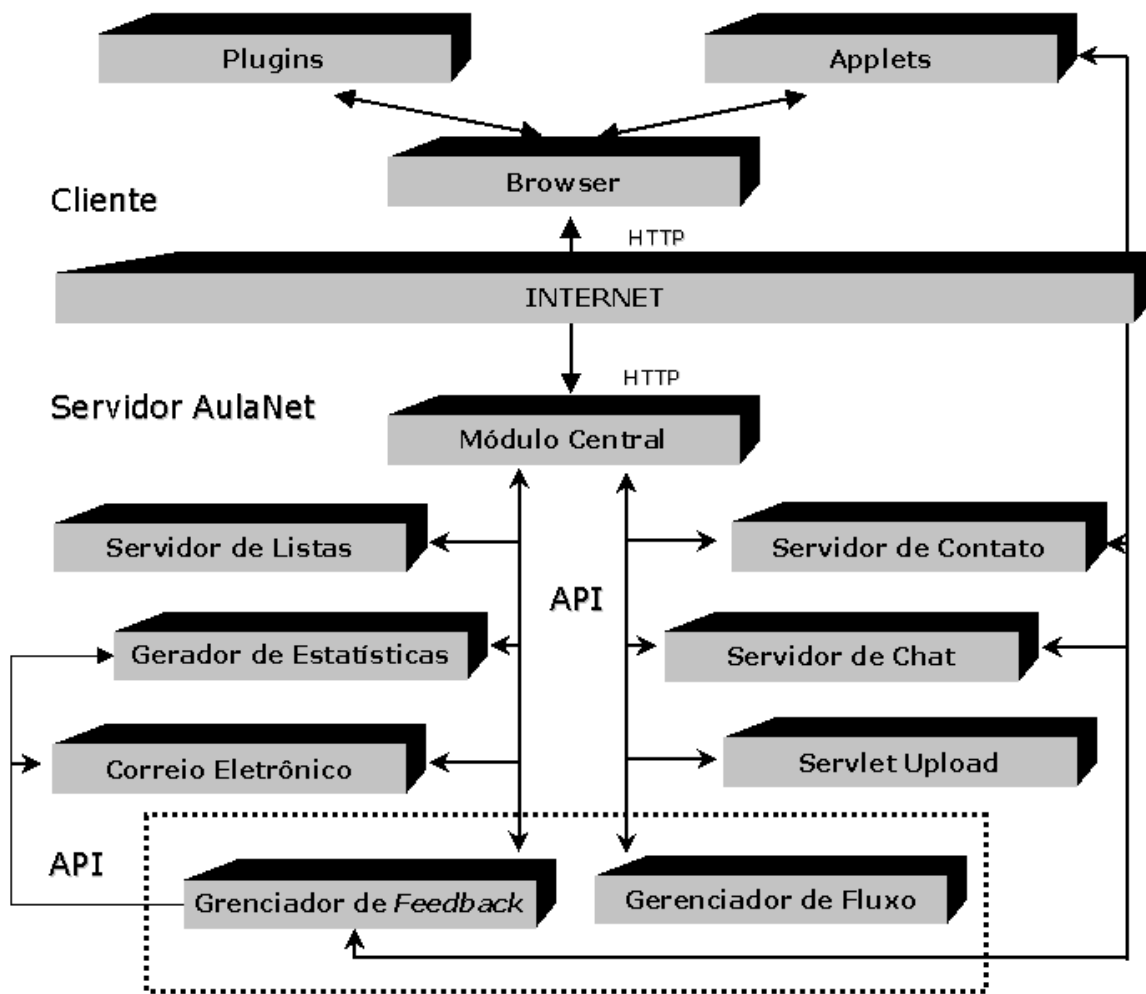 Plugins
Applets
Browser
Cliente
HTTP
INTERNET
HTTP
Servidor AulaNet
Módulo Central
Servidor de Listas
Servidor de Contato
API
Gerador de Estatísticas
Servidor de Chat
Correio Eletrônico
Servlet Upload
API
Grenciador de Feedback
Gerenciador de Fluxo